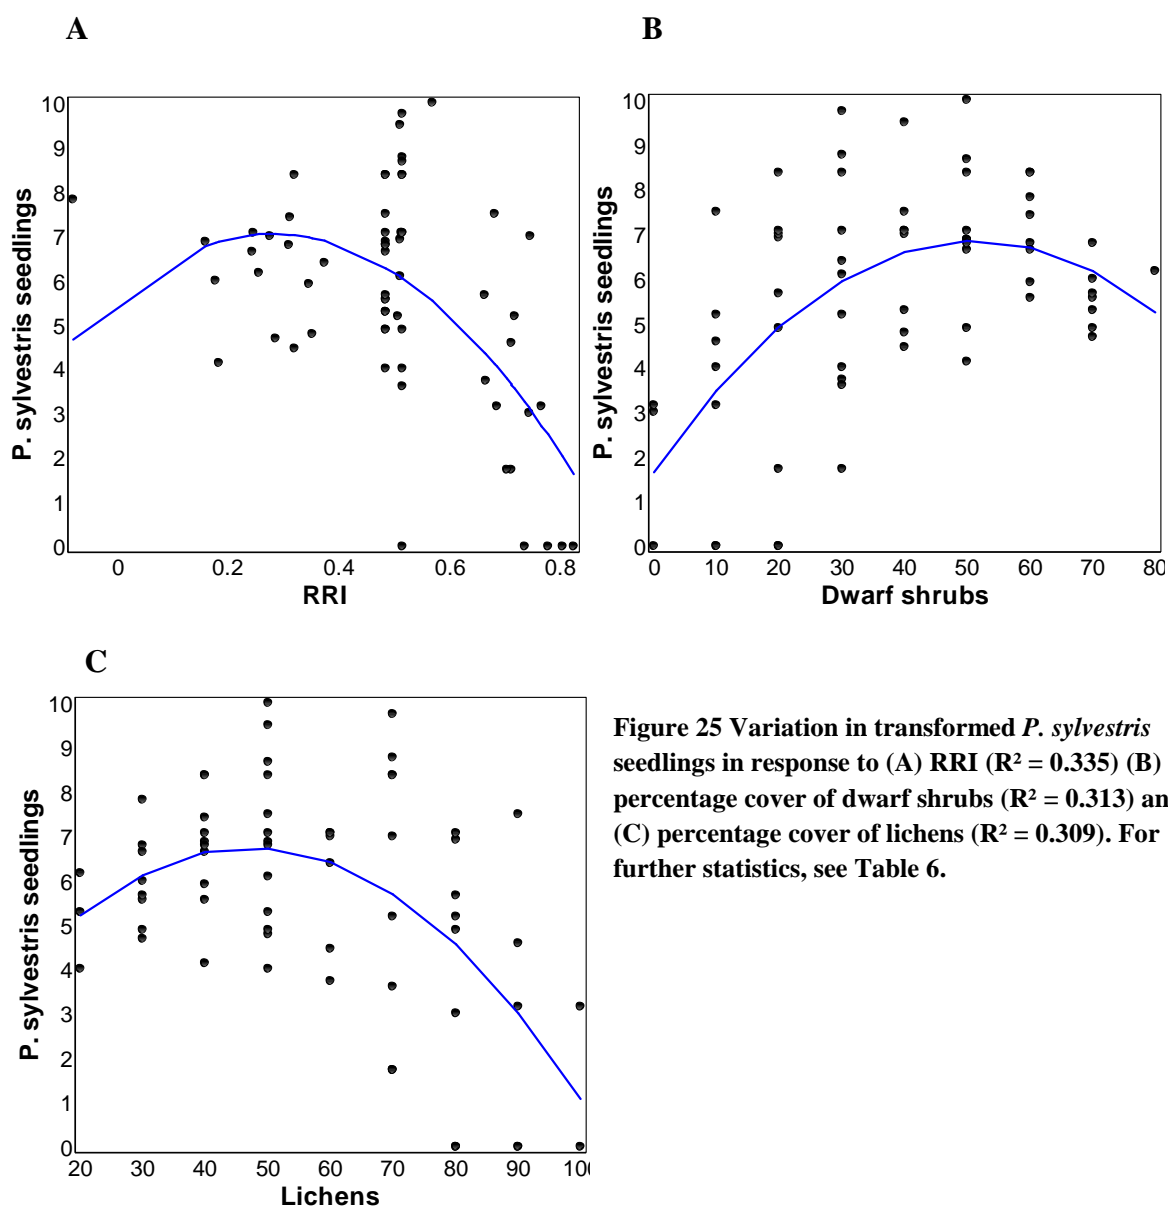 A
B
10
9
8
7
6
5
4
3
2
1
0
P. sylvestris seedlings
0 0.2 0.4 0.6 0.8
RRI
10
9
8
7
6
5
4
3
2
1
0
P. sylvestris seedlings
0 10 20 30 40 50 60 70 80
Dwarf shrubs
C
10
9
8
7
6
5
4
3
2
1
0
P. sylvestris seedlings
20 30 40 50 60 70 80 90 100
Lichens
Figure 25 Variation in transformed P. sylvestris
seedlings in response to (A) RRI (R² = 0.335) (B)
percentage cover of dwarf shrubs (R² = 0.313) an
(C) percentage cover of lichens (R² = 0.309). For
further statistics, see Table 6.